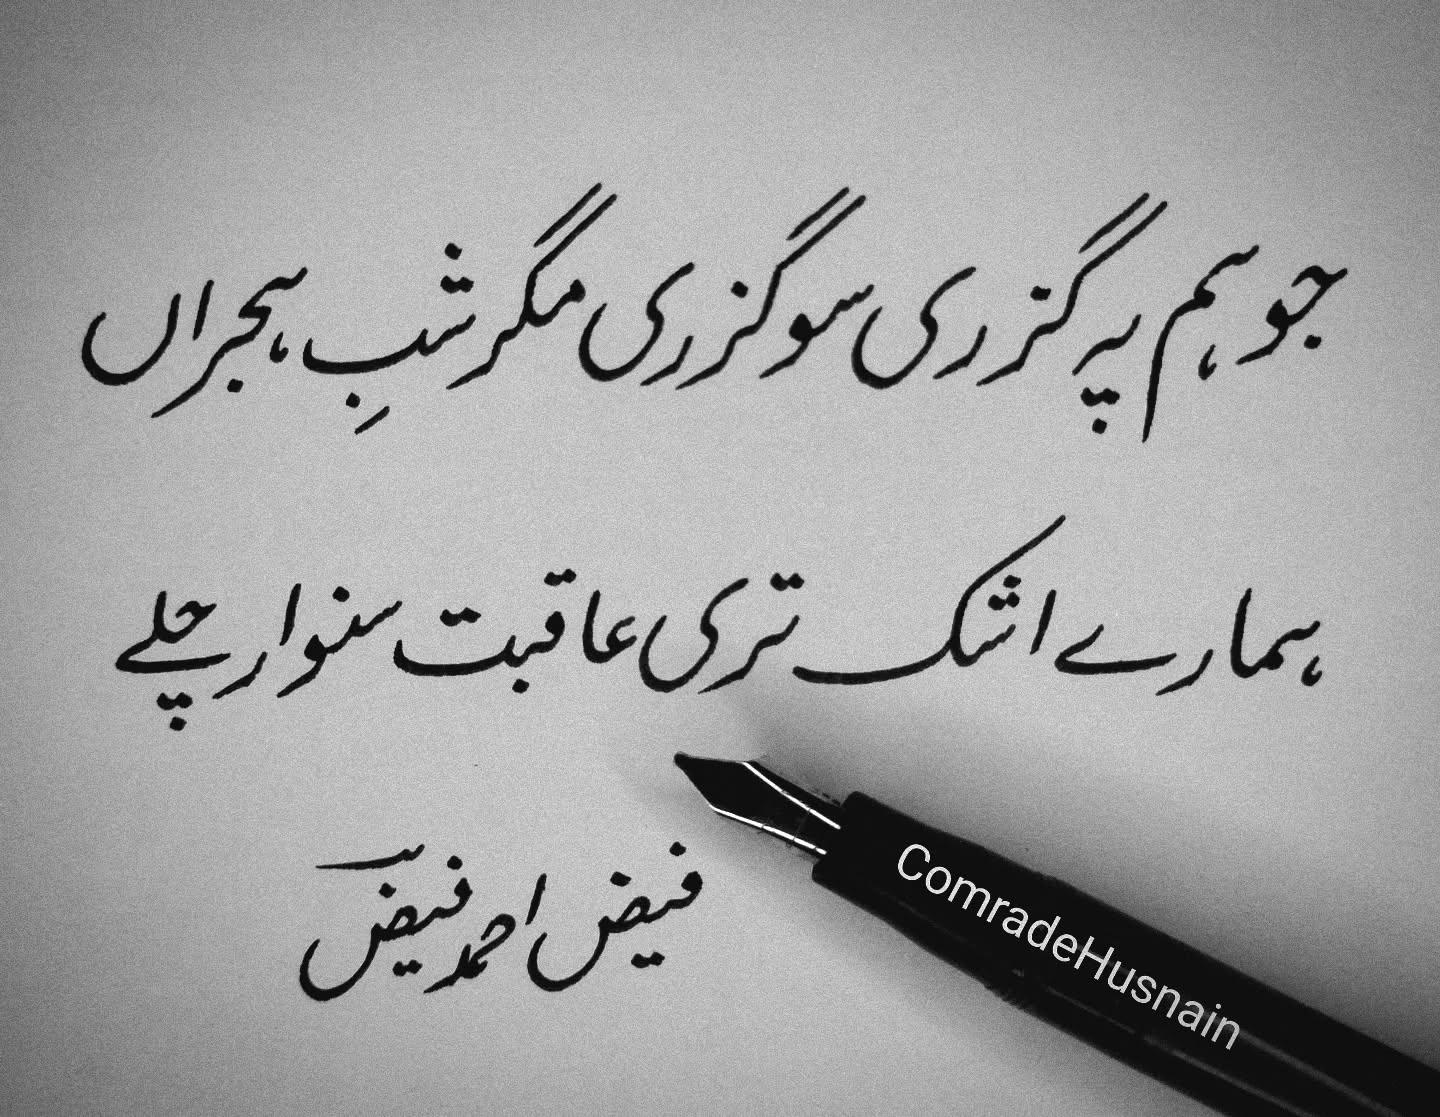 جو ہم پہ گزری سو گزری مگر شبِ ہجراں
ہمارے اشک تری عاقبت سنوار چلے
فیض احمد فیض
ComradeHusnain